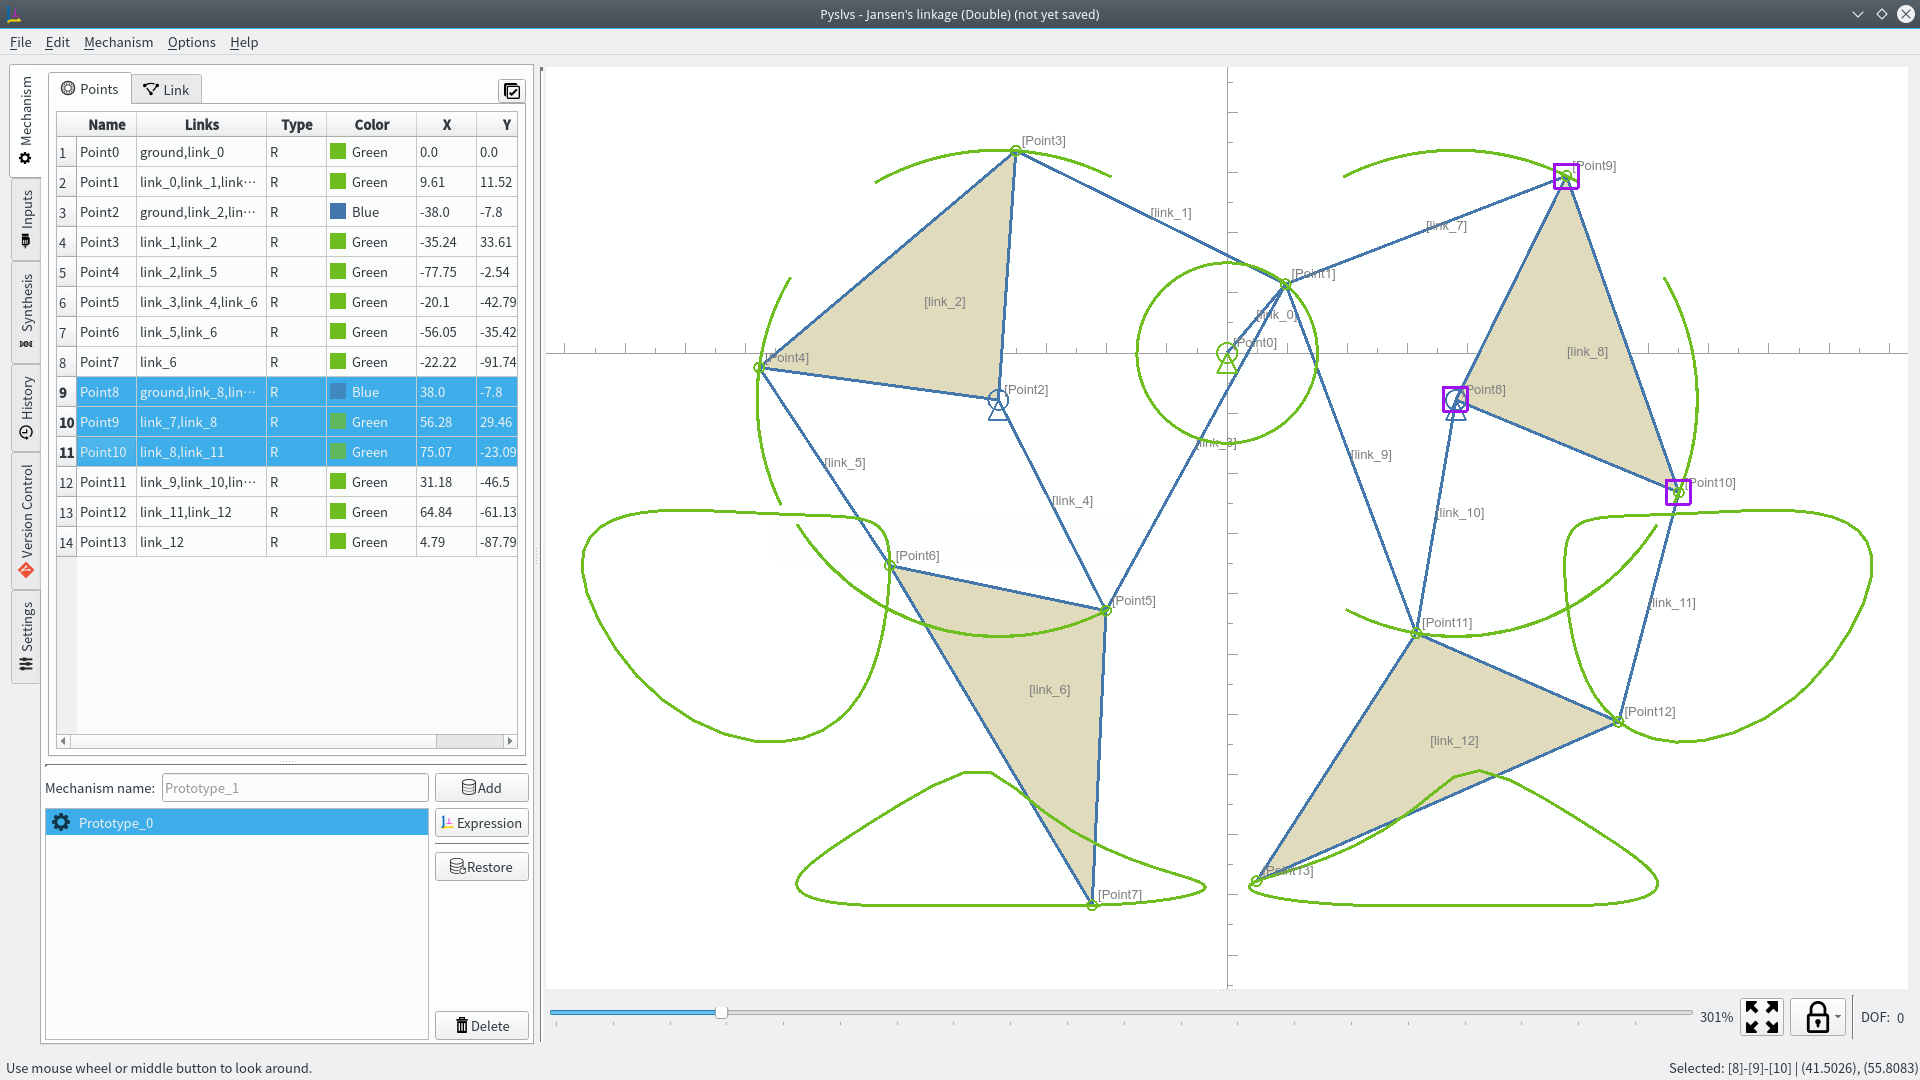 Pyslvs - Jansen's linkage (Double) (not yet saved)
File Edit Mechanism Options Help
Mechanism
Inputs
Synthesis
History
Version Control
Settings
Points Link
Name Links Type Color X Y
1 Point0 ground,link_0 R Green 0.0 0.0
2 Point1 link_0,link_1,link··· R Green 9.61 11.52
3 Point2 ground,link_2,lin··· R Blue -38.0 -7.8
4 Point3 link_1,link_2 R Green -35.24 33.61
5 Point4 link_2,link_5 R Green -77.75 -2.54
6 Point5 link_3,link_4,link_6 R Green -20.1 -42.79
7 Point6 link_5,link_6 R Green -56.05 -35.42
8 Point7 link_6 R Green -22.22 -91.74
9 Point8 ground,link_8,lin··· R Blue 38.0 -7.8
10 Point9 link_7,link_8 R Green 56.28 29.46
11 Point10 link_8,link_11 R Green 75.07 -23.09
12 Point11 link_9,link_10,lin··· R Green 31.18 -46.5
13 Point12 link_11,link_12 R Green 64.84 -61.13
14 Point13 link_12 R Green 4.79 -87.79
Mechanism name: Prototype_1 Add
Prototype_0
Expression
Restore
Delete
[Point3]
[Point9]
[link_1]
[link_7]
[Point1]
[link_2]
[link_0]
[Point0]
[link_8]
[Point4]
[Point2]
[Point8]
[link_3]
[link_9]
[link_5]
[Point10]
[link_4]
[link_10]
[Point6]
[Point5]
[link_11]
[Point11]
[link_6]
[Point12]
[link_12]
[Point13]
[Point7]
301% DOF: 0
Use mouse wheel or middle button to look around.
Selected: [8]-[9]-[10] | (41.5026), (55.8083)